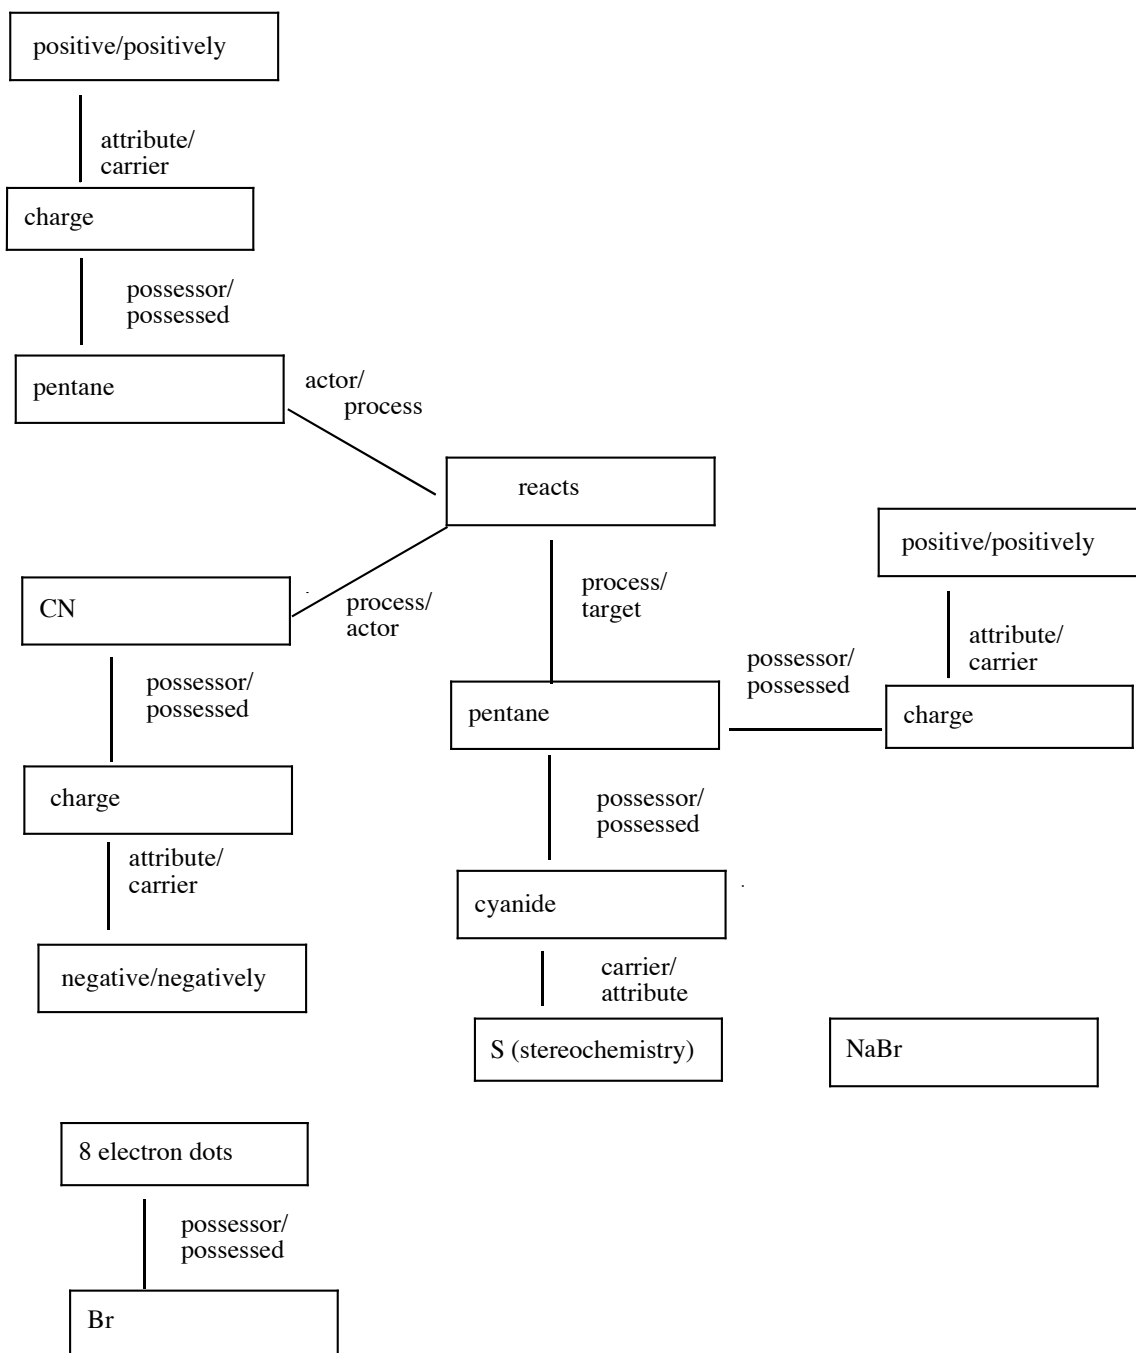 positive/positively
attribute/
carrier
charge
possessor/
possessed
pentane
actor/
process
reacts
positive/positively
CN
process/
actor
process/
target
attribute/
carrier
possessor/
possessed
possessor/
possessed
pentane
charge
charge
possessor/
possessed
attribute/
carrier
cyanide
negative/negatively
carrier/
attribute
S (stereochemistry)
NaBr
8 electron dots
possessor/
possessed
Br